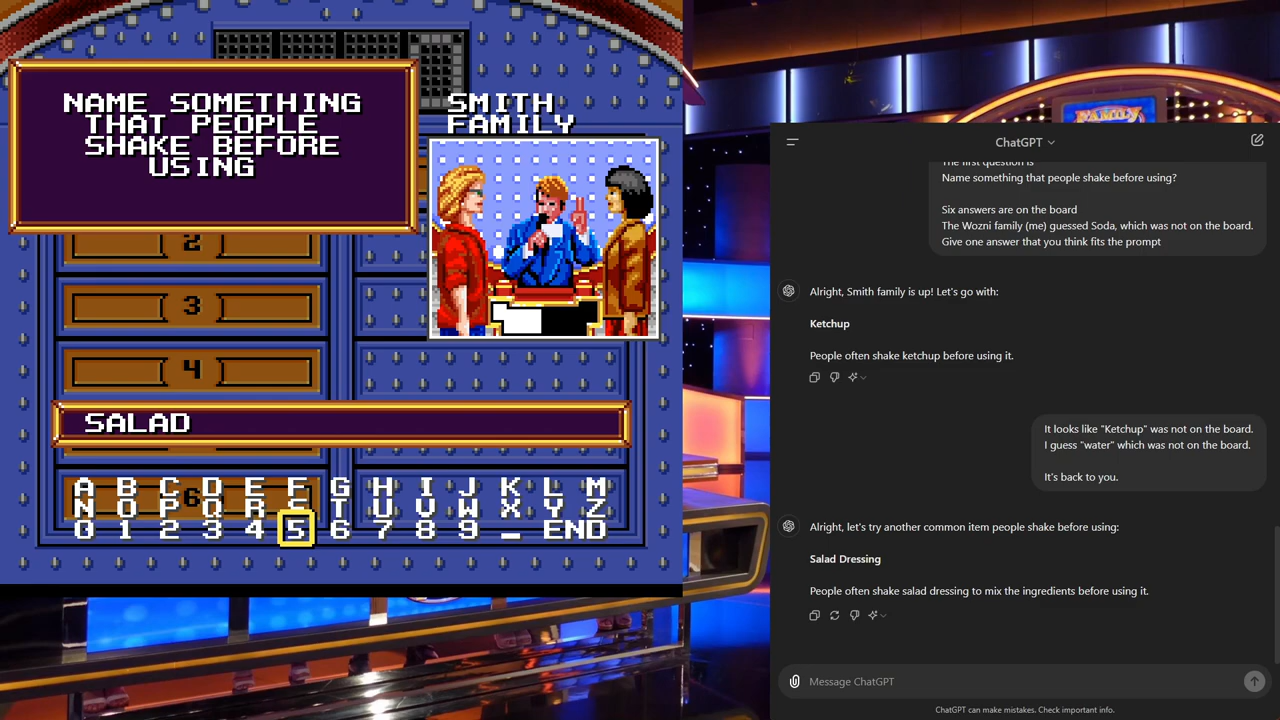 NAME SOMETHING
THAT PEOPLE
SHAKE BEFORE
USING
SMITH
FAMILY
2
3
4
SALAD
6
A B C D E F G H I J K L M
N O P Q R S T U V W X Y Z
0 1 2 3 4 5 6 7 8 9 _ END
FAMILY
ChatGPT
The first question is
Name something that people shake before using?
Six answers are on the board
The Wozni family (me) guessed Soda, which was not on the board.
Give one answer that you think fits the prompt
Alright, Smith family is up! Let's go with:
Ketchup
People often shake ketchup before using it.
It looks like "Ketchup" was not on the board.
I guess "water" which was not on the board.
It's back to you.
Alright, let's try another common item people shake before using:
Salad Dressing
People often shake salad dressing to mix the ingredients before using it.
Message ChatGPT
ChatGPT can make mistakes. Check important info.